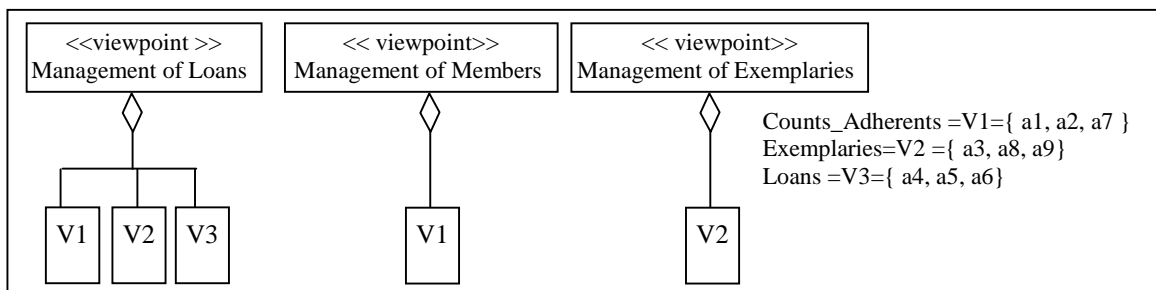 <<viewpoint >>
Management of Loans
<< viewpoint>>
Management of Members
<< viewpoint>>
Management of Exemplaries
Counts_Adherents =V1={ a1, a2, a7 }
Exemplaries=V2 ={ a3, a8, a9}
Loans =V3={ a4, a5, a6}
V1
V2
V3
V1
V2